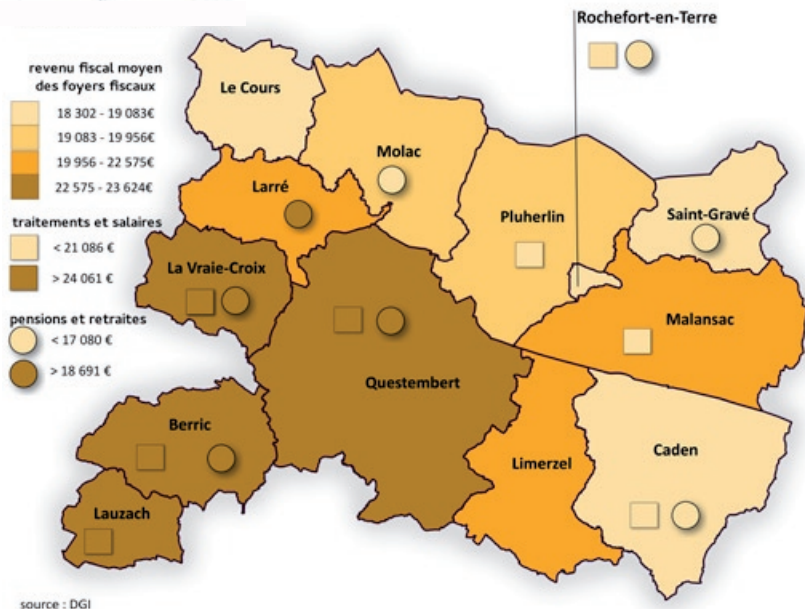 Rochefort-en-Terre
revenu fiscal moyen
des foyers fiscaux
18 302 - 19 083€
19 083 - 19 956€
19 956 - 22 575€
22 575 - 23 624€
traitements et salaires
< 21 086 €
> 24 061 €
pensions et retraites
< 17 080 €
> 18 691 €
Le Cours
Molac
Larré
Pluherlin
Saint-Gravé
La Vraie-Croix
Malansac
Questembert
Berric
Limerzel
Caden
Lauzach
source : DGI